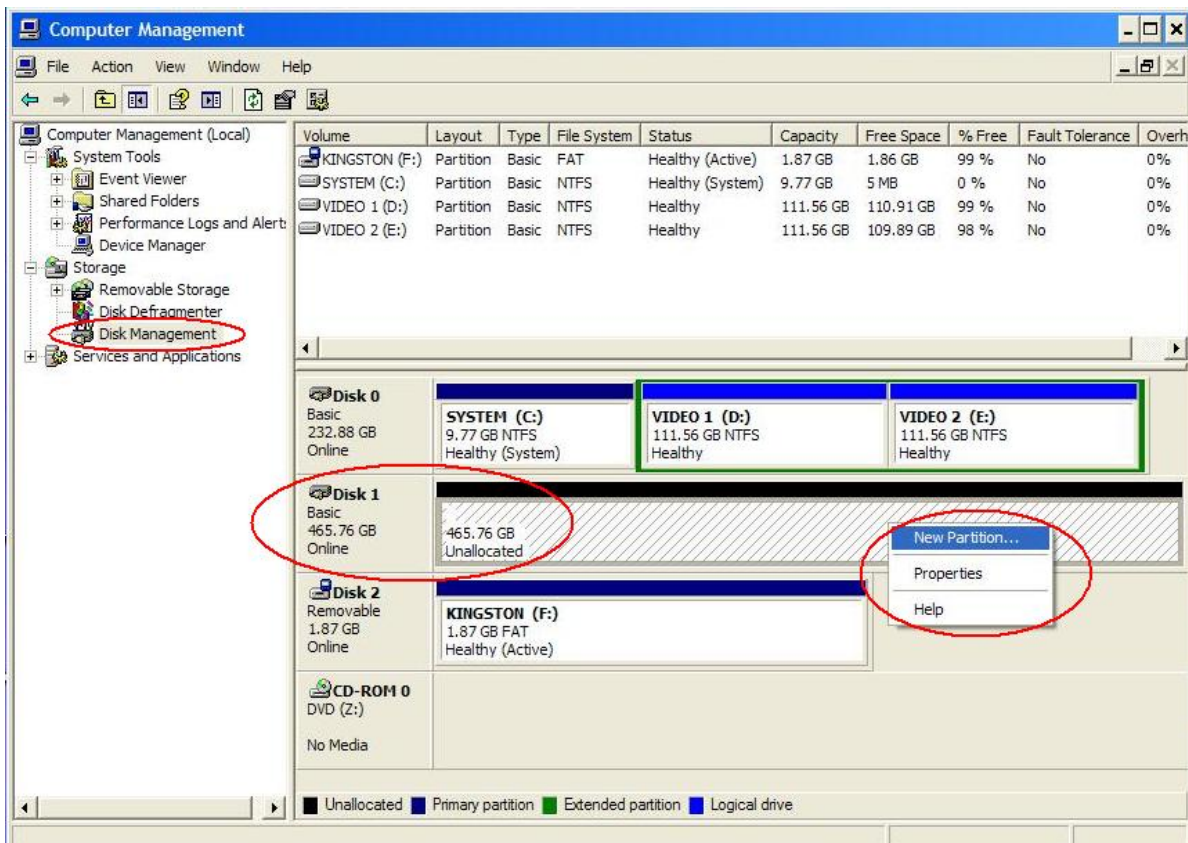 Computer Management
File Action View Window Help
Computer Management (Local)
System Tools
Event Viewer
Shared Folders
Performance Logs and Alert
Device Manager
Storage
Removable Storage
Disk Defragmenter
Disk Management
Services and Applications
Volume Layout Type File System Status Capacity Free Space % Free Fault Tolerance Overh
KINGSTON (F:) Partition Basic FAT Healthy (Active) 1.87 GB 1.86 GB 99 % No 0%
SYSTEM (C:) Partition Basic NTFS Healthy (System) 9.77 GB 5 MB 0 % No 0%
VIDEO 1 (D:) Partition Basic NTFS Healthy 111.56 GB 110.91 GB 99 % No 0%
VIDEO 2 (E:) Partition Basic NTFS Healthy 111.56 GB 109.89 GB 98 % No 0%
Disk 0
Basic
232.88 GB
Online
SYSTEM (C:)
9.77 GB NTFS
Healthy (System)
VIDEO 1 (D:)
111.56 GB NTFS
Healthy
VIDEO 2 (E:)
111.56 GB NTFS
Healthy
Disk 1
Basic
465.76 GB
Online
465.76 GB
Unallocated
New Partition...
Properties
Help
Disk 2
Removable
1.87 GB
Online
KINGSTON (F:)
1.87 GB FAT
Healthy (Active)
CD-ROM 0
DVD (Z:)
No Media
Unallocated Primary partition Extended partition Logical drive